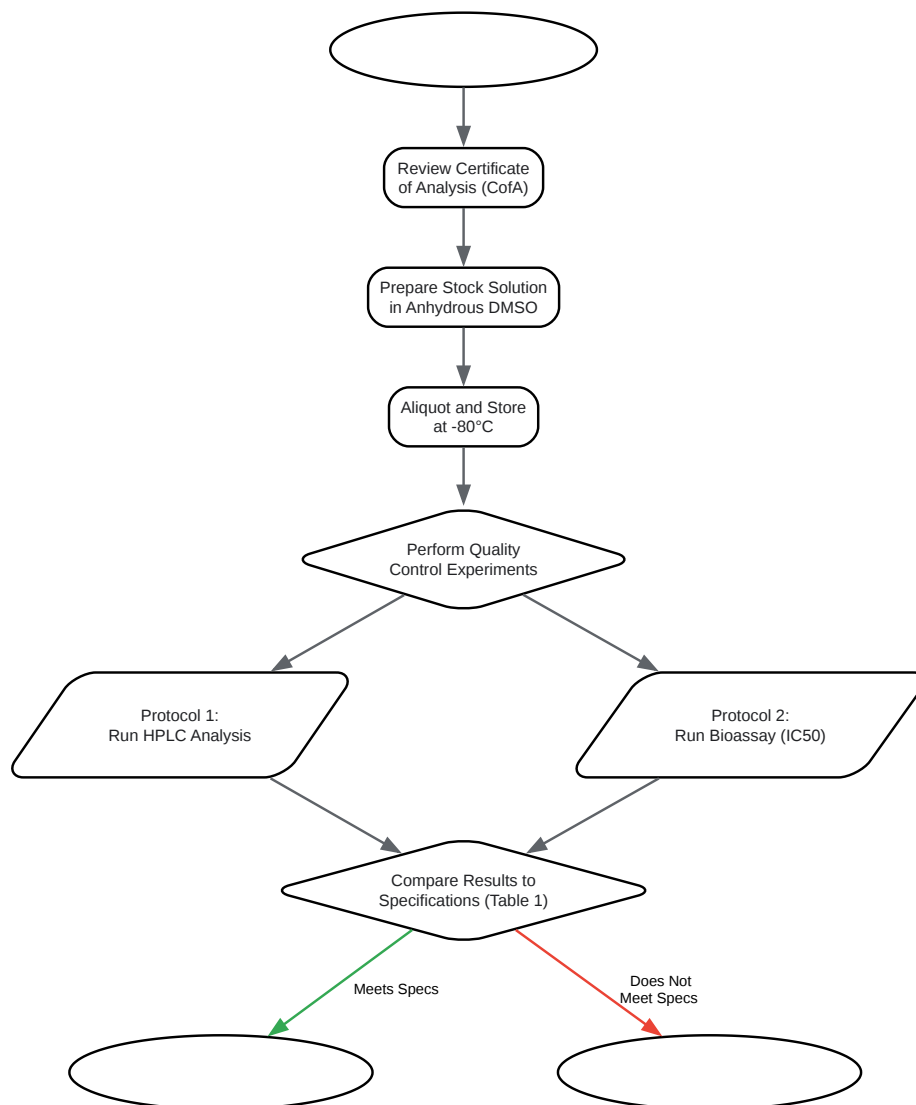 Review Certificate
of Analysis (CofA)
Prepare Stock Solution
in Anhydrous DMSO
Aliquot and Store
at -80°C
Perform Quality
Control Experiments
Protocol 1:
Run HPLC Analysis
Protocol 2:
Run Bioassay (IC50)
Compare Results to
Specifications (Table 1)
Meets Specs
Does Not
Meet Specs